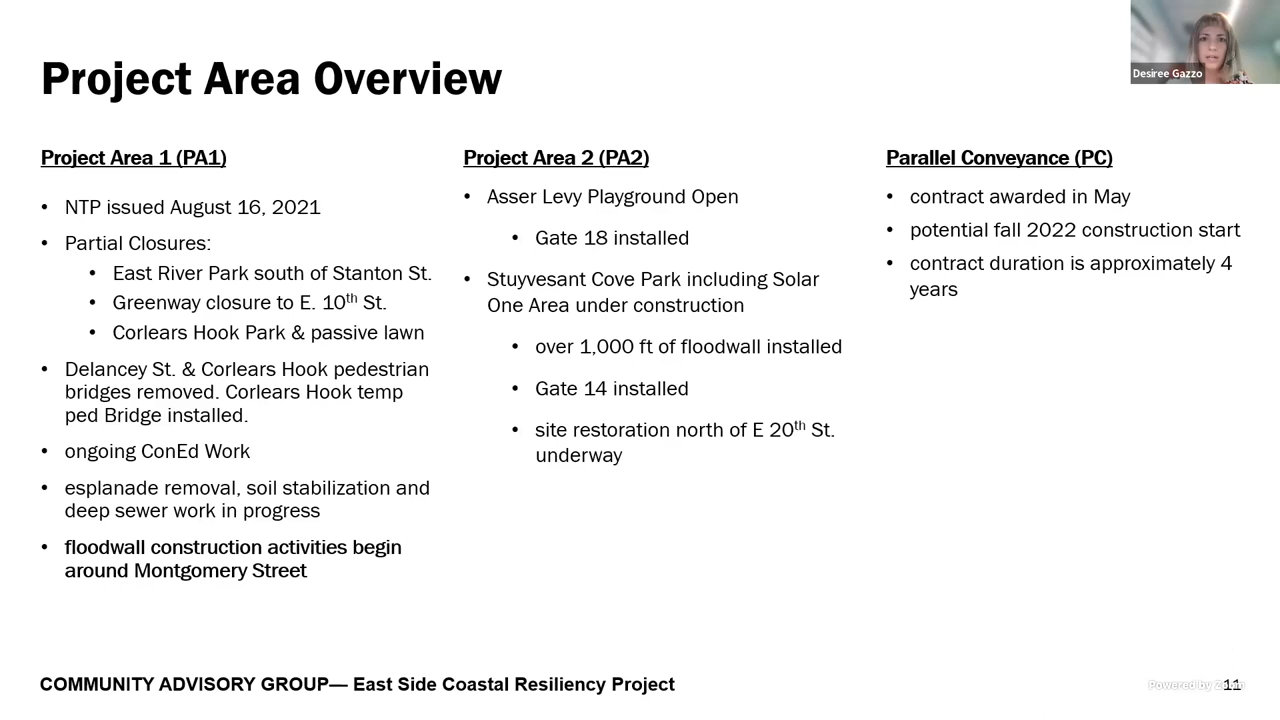 Project Area Overview
Desiree Gazzo
Project Area 1 (PA1)
• NTP issued August 16, 2021
• Partial Closures:
• East River Park south of Stanton St.
• Greenway closure to E. 10th St.
• Corlears Hook Park & passive lawn
• Delancey St. & Corlears Hook pedestrian
bridges removed. Corlears Hook temp
ped Bridge installed.
• ongoing ConEd Work
• esplanade removal, soil stabilization and
deep sewer work in progress
• floodwall construction activities begin
around Montgomery Street
Project Area 2 (PA2)
• Asser Levy Playground Open
• Gate 18 installed
• Stuyvesant Cove Park including Solar
One Area under construction
• over 1,000 ft of floodwall installed
• Gate 14 installed
• site restoration north of E 20th St.
underway
Parallel Conveyance (PC)
• contract awarded in May
• potential fall 2022 construction start
• contract duration is approximately 4
years
COMMUNITY ADVISORY GROUP— East Side Coastal Resiliency Project
Powered by Zoom
11